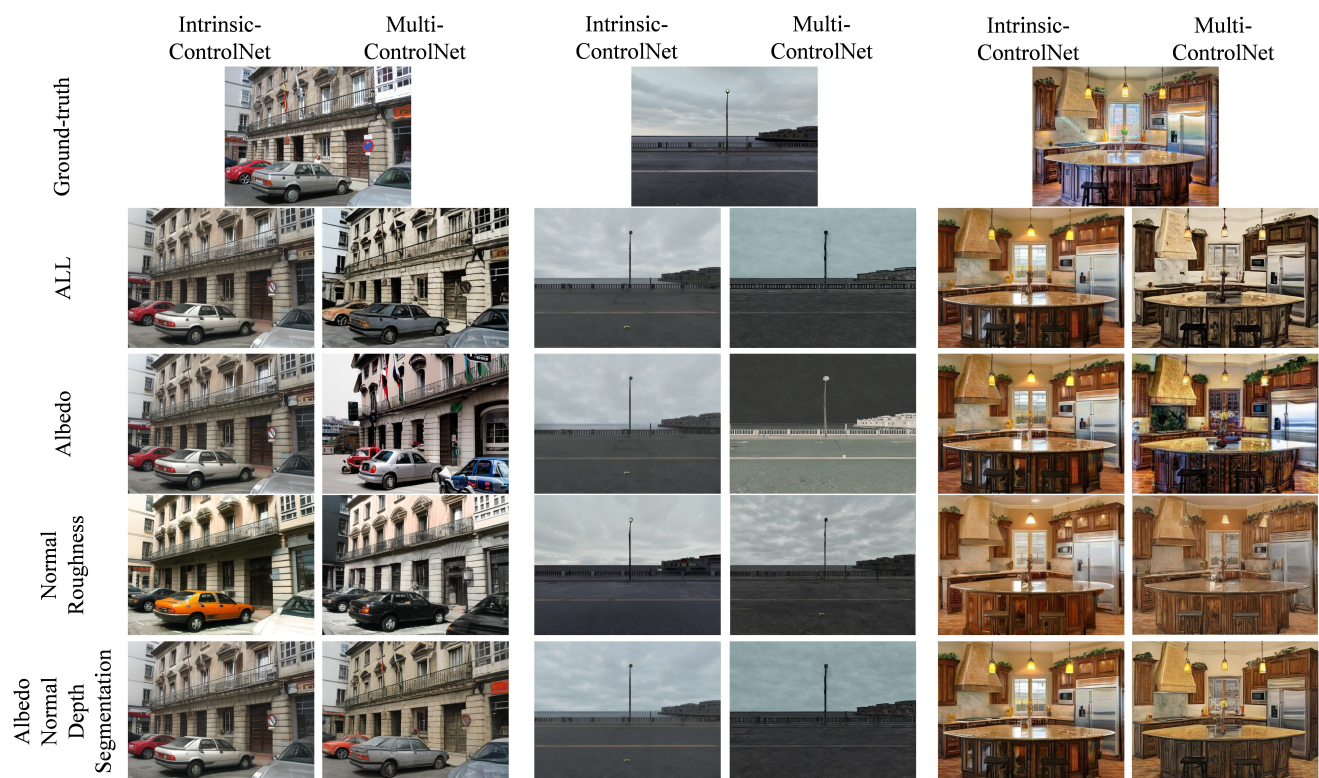 Intrinsic-
ControlNet
Multi-
ControlNet
Intrinsic-
ControlNet
Multi-
ControlNet
Intrinsic-
ControlNet
Multi-
ControlNet
Ground-truth
ALL
Albedo
Normal
Roughness
Albedo
Normal
Depth
Segmentation